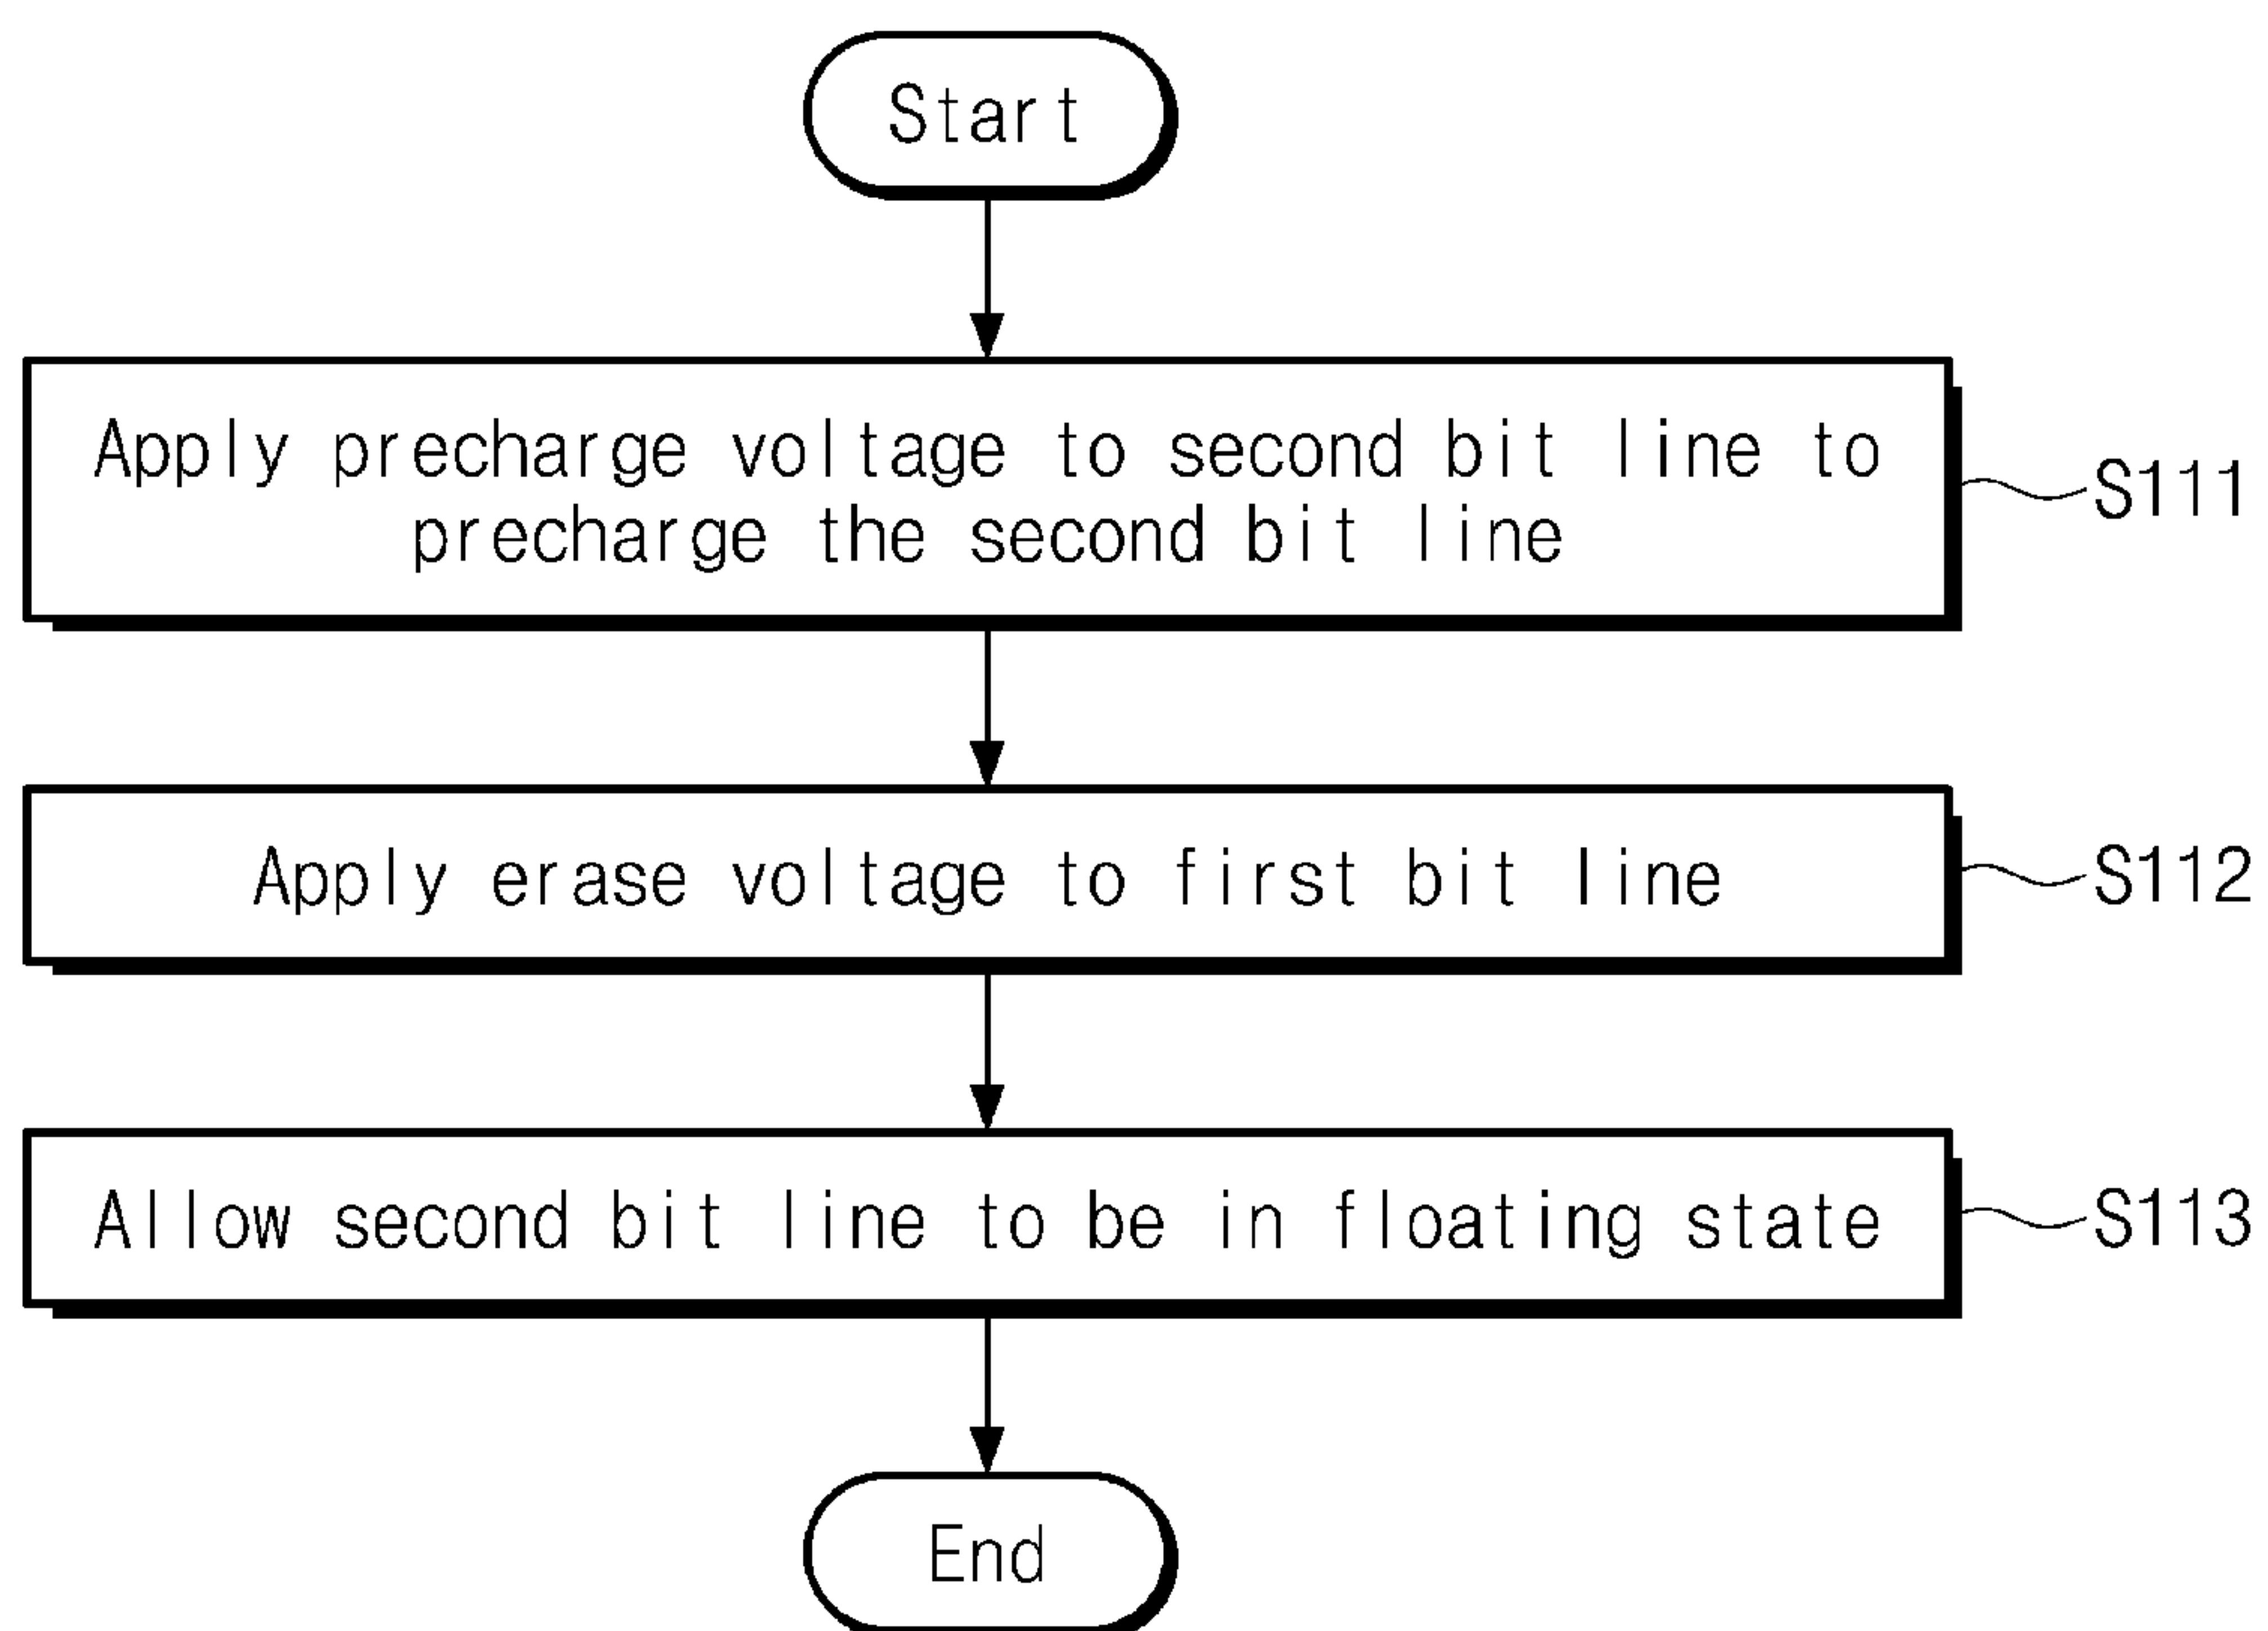 Start
Apply precharge voltage to second bit line to
precharge the second bit line
S111
Apply erase voltage to first bit line
S112
Allow second bit line to be in floating state
S113
End